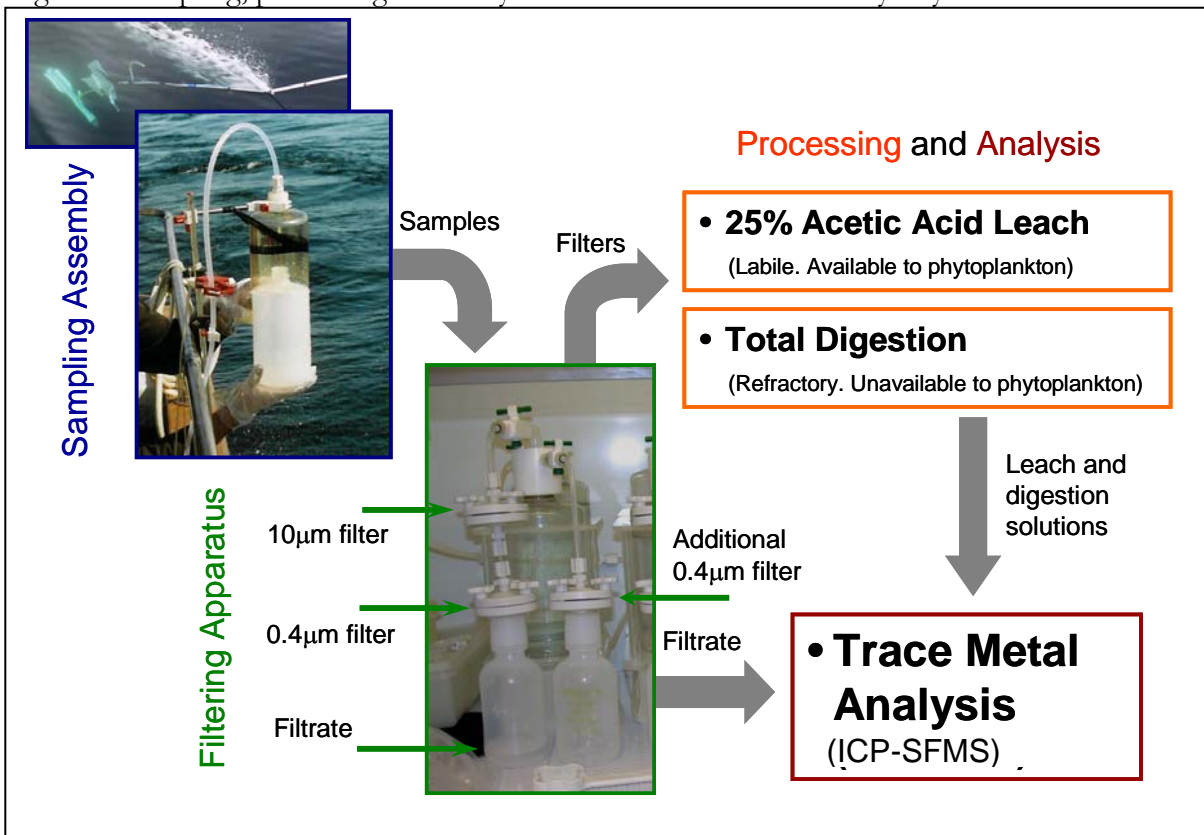 Sampling Assembly
Samples
Filters
Processing and Analysis
• 25% Acetic Acid Leach
(Labile. Available to phytoplankton)
• Total Digestion
(Refractory. Unavailable to phytoplankton)
Leach and
digestion
solutions
Filtering Apparatus
10μm filter
0.4μm filter
Filtrate
Additional
0.4μm filter
Filtrate
• Trace Metal
Analysis
(ICP-SFMS)